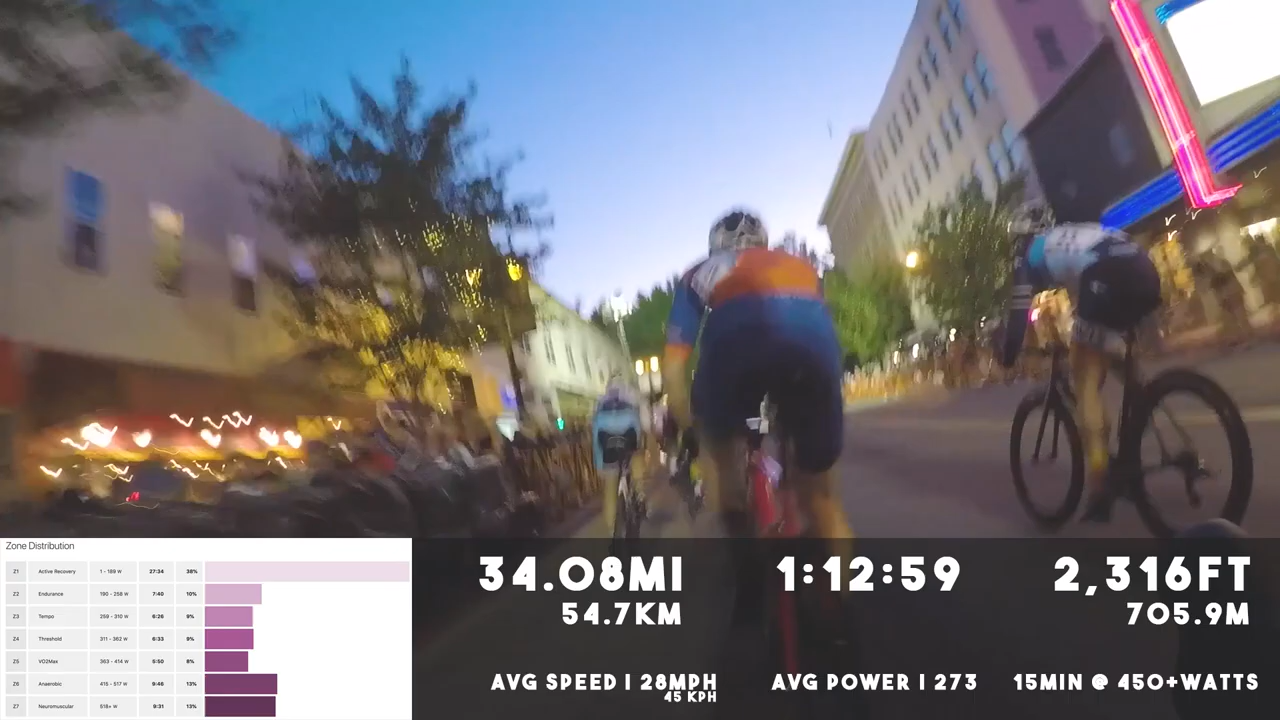 34.08MI
54.7KM
1:12:59
2,316FT
705.9M
AVG SPEED | 28MPH
45 KPH
AVG POWER | 273
15MIN @ 450+WATTS
Zone Distribution
Z1 Active Recovery 1 - 189 W 27:34 38%
Z2 Endurance 190 - 258 W 7:40 10%
Z3 Tempo 259 - 310 W 6:26 9%
Z4 Threshold 311 - 362 W 6:33 9%
Z5 VO2Max 363 - 414 W 5:50 8%
Z6 Anaerobic 415 - 517 W 9:46 13%
Z7 Neuromuscular 518+ W 9:31 13%